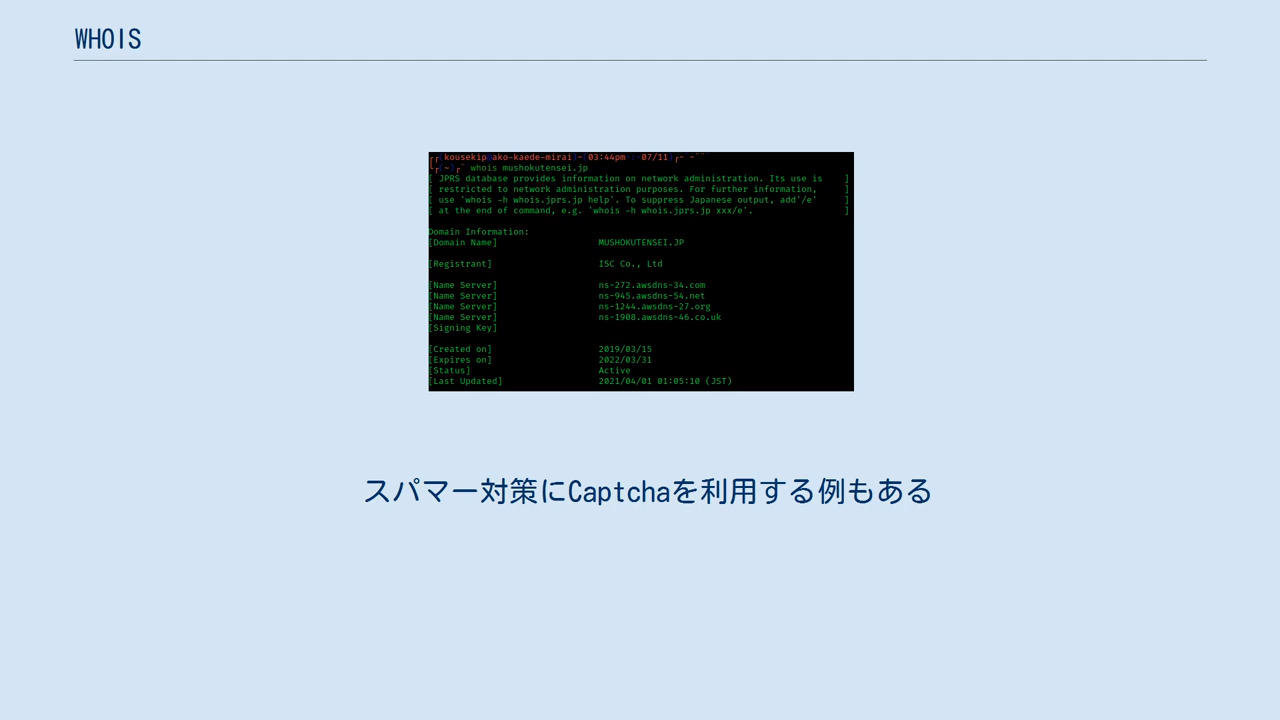 WHOIS
┌┌(kousekip@ako-kaede-mirai)-(03:44pm : 07/11)┌- -""
└┌(~)┌" whois mushokutensei.jp
[ JPRS database provides information on network administration. Its use is ]
[ restricted to network administration purposes. For further information, ]
[ use 'whois -h whois.jprs.jp help'. To suppress Japanese output, add'/e' ]
[ at the end of command, e.g. 'whois -h whois.jprs.jp xxx/e'. ]
Domain Information:
[Domain Name] MUSHOKUTENSEI.JP
[Registrant] ISC Co., Ltd
[Name Server] ns-272.awsdns-34.com
[Name Server] ns-945.awsdns-54.net
[Name Server] ns-1244.awsdns-27.org
[Name Server] ns-1908.awsdns-46.co.uk
[Signing Key]
[Created on] 2019/03/15
[Expires on] 2022/03/31
[Status] Active
[Last Updated] 2021/04/01 01:05:10 (JST)
スパマー対策にCaptchaを利用する例もある